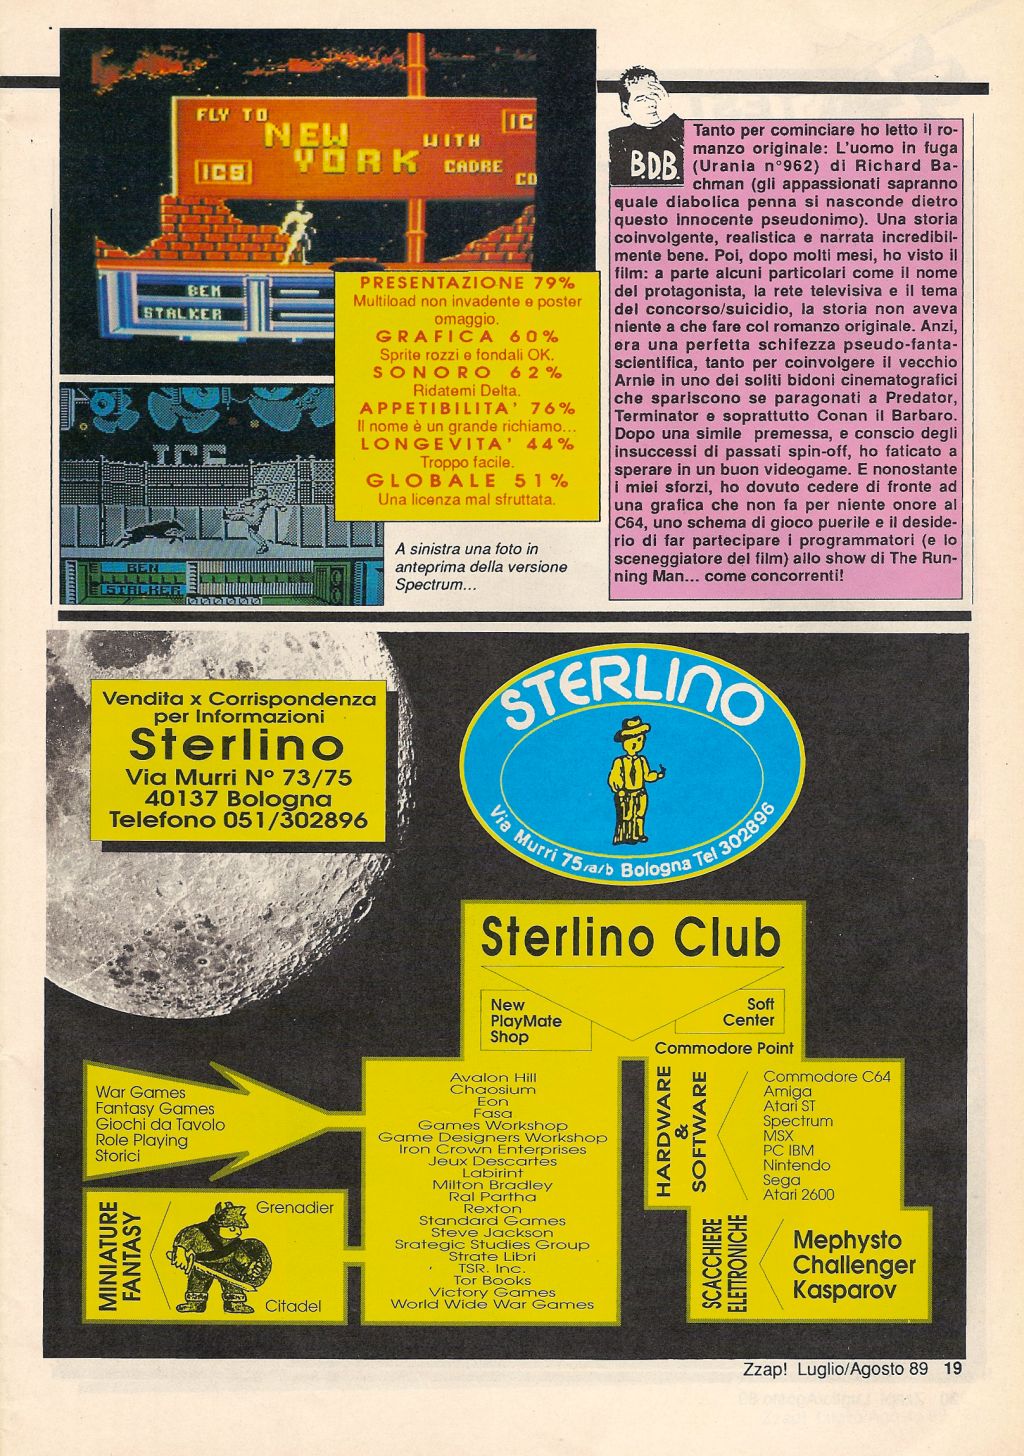 FLY TO
NEW
YORK
WITH
CADRE
CO
IC
ICS
BEN
STALKER
PRESENTAZIONE 79%
Multiload non invadente e poster
omaggio.
GRAFICA 60%
Sprite rozzi e fondali OK.
SONORO 62%
Ridatemi Delta.
APPETIBILITA' 76%
Il nome è un grande richiamo...
LONGEVITA' 44%
Troppo facile.
GLOBALE 51%
Una licenza mal sfruttata.
ICS
BEN
STALKER
A sinistra una foto in
anteprima della versione
Spectrum...
B.D.B.
Tanto per cominciare ho letto il ro-
manzo originale: L'uomo in fuga
(Urania n°962) di Richard Ba-
chman (gli appassionati sapranno
quale diabolica penna si nasconde dietro
questo innocente pseudonimo). Una storia
coinvolgente, realistica e narrata incredibil-
mente bene. Poi, dopo molti mesi, ho visto il
film: a parte alcuni particolari come il nome
del protagonista, la rete televisiva e il tema
del concorso/suicidio, la storia non aveva
niente a che fare col romanzo originale. Anzi,
era una perfetta schifezza pseudo-fanta-
scientifica, tanto per coinvolgere il vecchio
Arnie in uno dei soliti bidoni cinematografici
che spariscono se paragonati a Predator,
Terminator e soprattutto Conan il Barbaro.
Dopo una simile premessa, e conscio degli
insuccessi di passati spin-off, ho faticato a
sperare in un buon videogame. E nonostante
i miei sforzi, ho dovuto cedere di fronte ad
una grafica che non fa per niente onore al
C64, uno schema di gioco puerile e il deside-
rio di far partecipare i programmatori (e lo
sceneggiatore del film) allo show di The Run-
ning Man... come concorrenti!
Vendita x Corrispondenza
per Informazioni
Sterlino
Via Murri N° 73/75
40137 Bologna
Telefono 051/302896
STERLINO
Via Murri 75/a/b Bologna Tel 302896
Sterlino Club
New
PlayMate
Shop
Soft
Center
Commodore Point
War Games
Fantasy Games
Giochi da Tavolo
Role Playing
Storici
MINIATURE
FANTASY
Grenadier
Citadel
Avalon Hill
Chaosium
Eon
Fasa
Games Workshop
Game Designers Workshop
Iron Crown Enterprises
Jeux Descartes
Labirint
Milton Bradley
Ral Partha
Rexton
Standard Games
Steve Jackson
Srategic Studies Group
Strate Libri
TSR. Inc.
Tor Books
Victory Games
World Wide War Games
HARDWARE
&
SOFTWARE
Commodore C64
Amiga
Atari ST
Spectrum
MSX
PC IBM
Nintendo
Sega
Atari 2600
SCACCHIERE
ELETTRONICHE
Mephysto
Challenger
Kasparov
Zzap! Luglio/Agosto 89 19